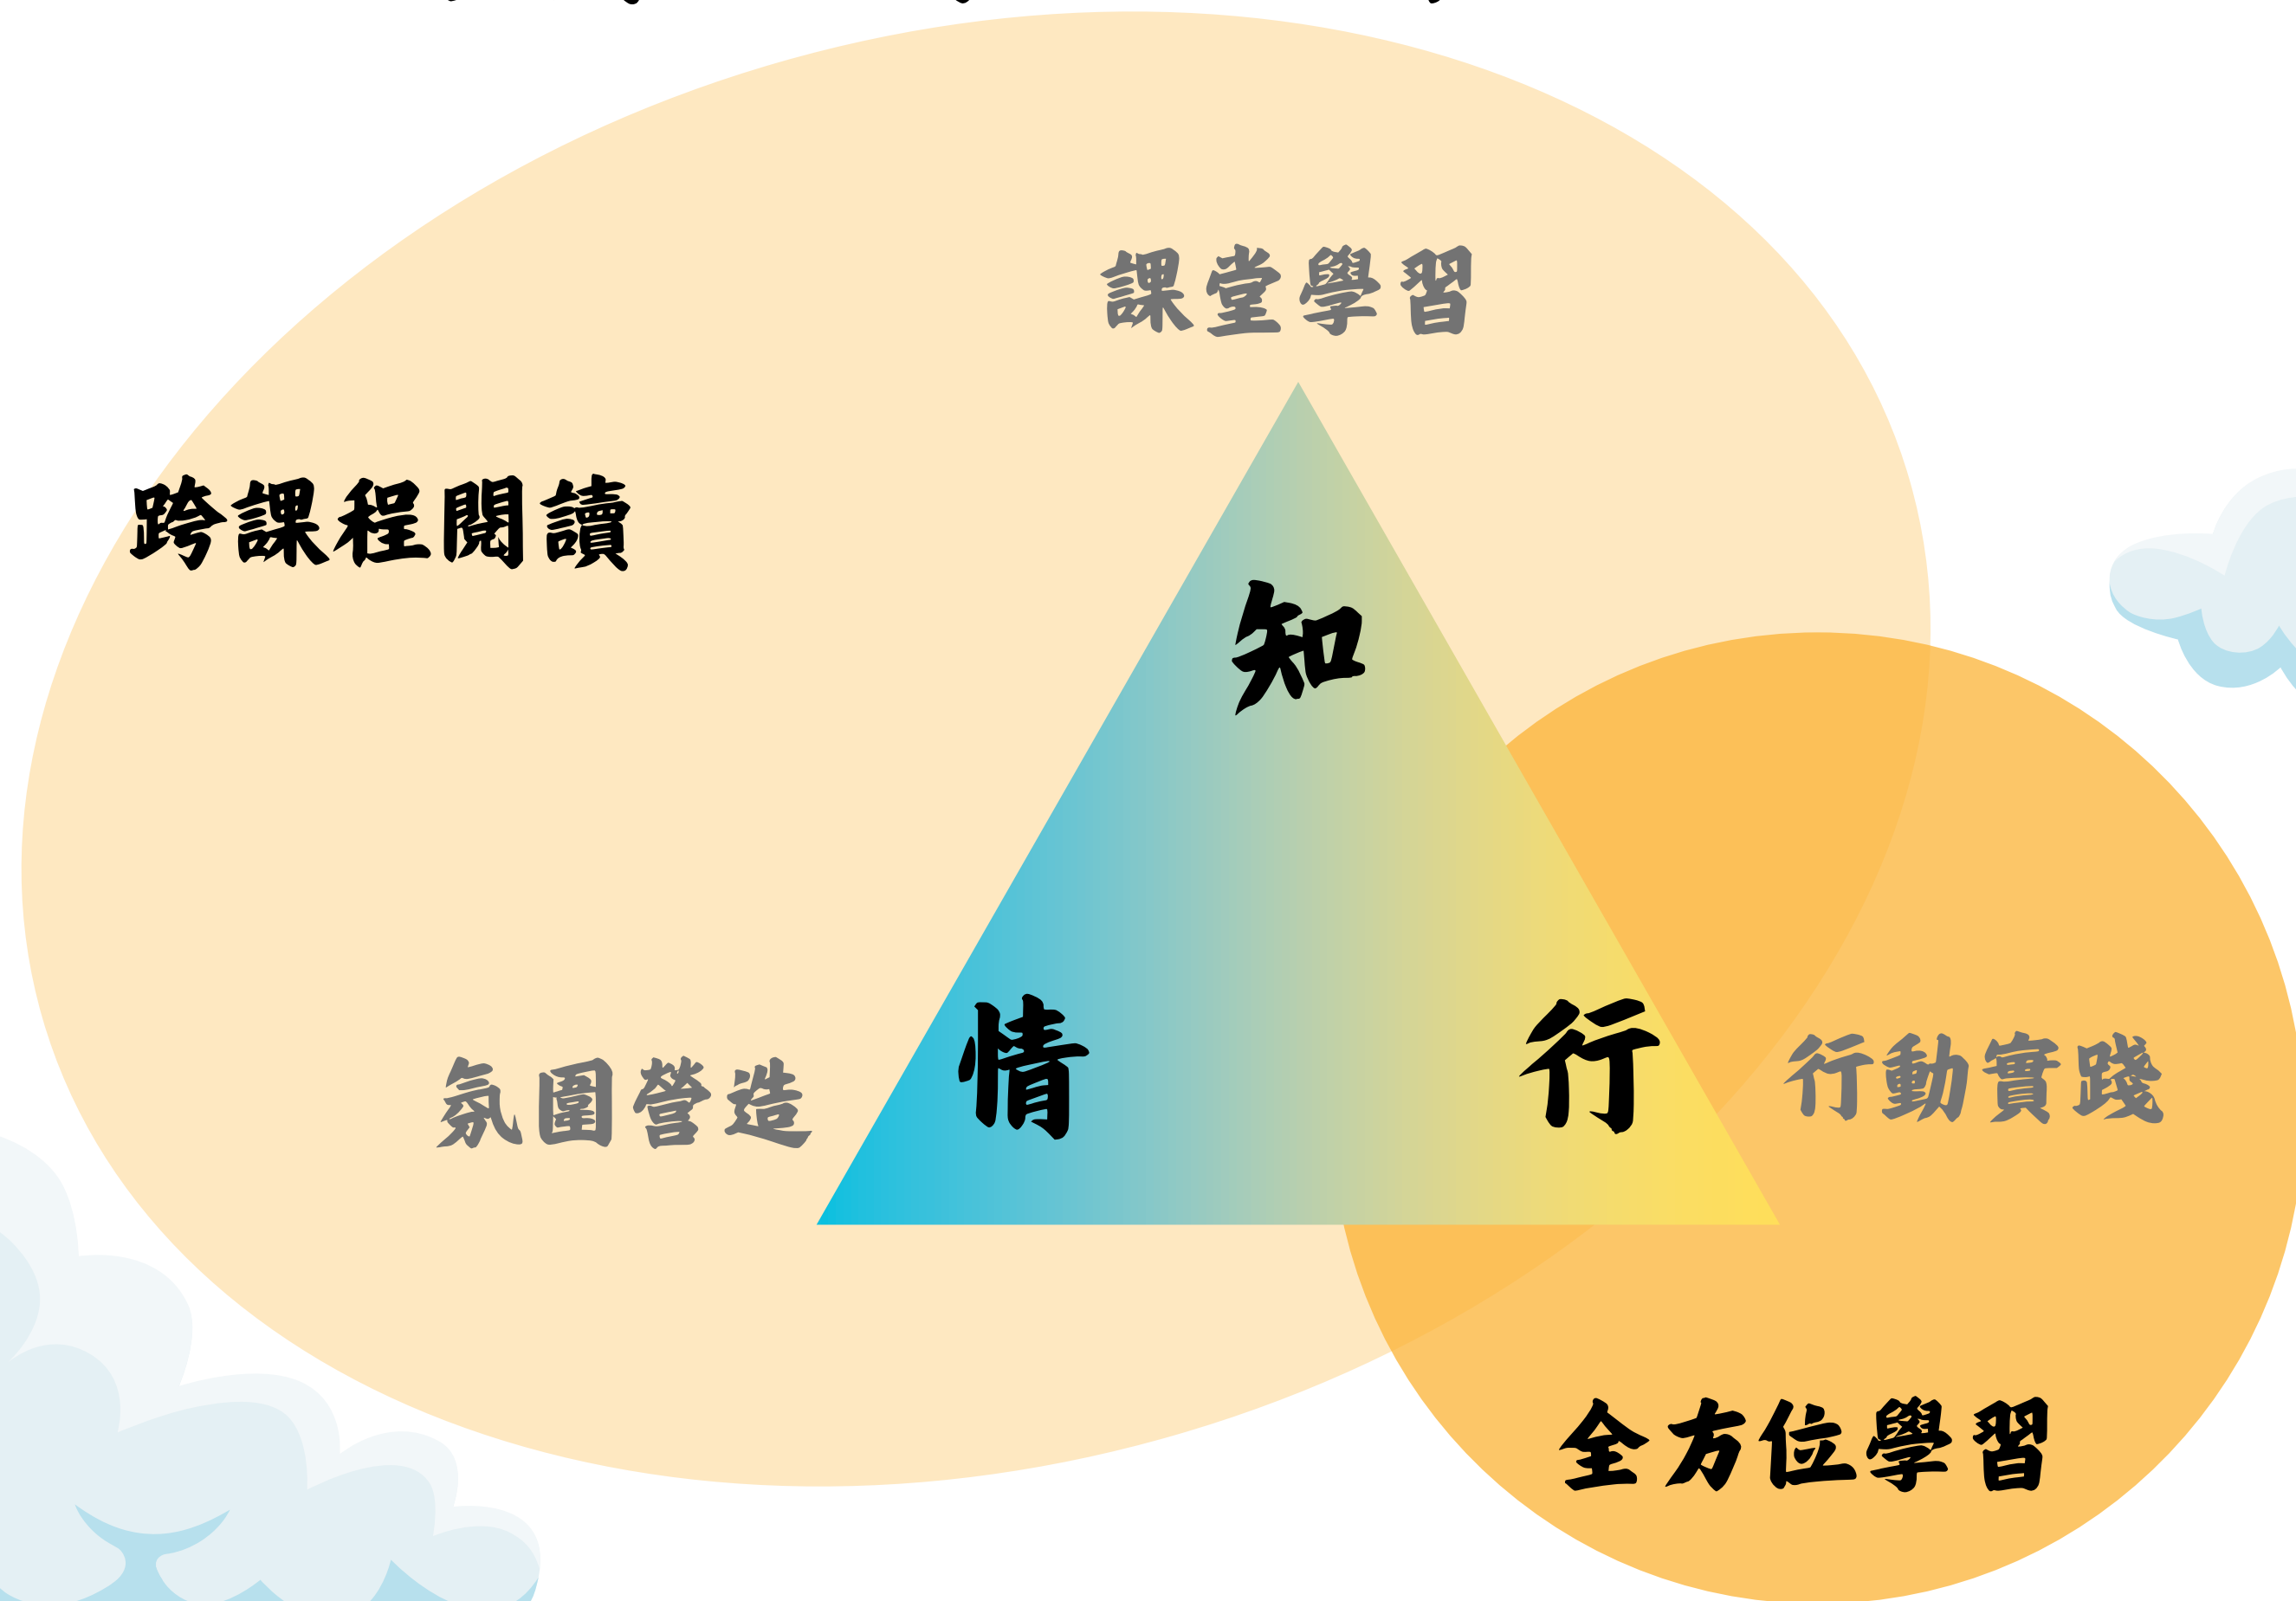 課堂學習
跨課程閱讀
知
情
行
氛圍營造
行動實踐
全方位學習